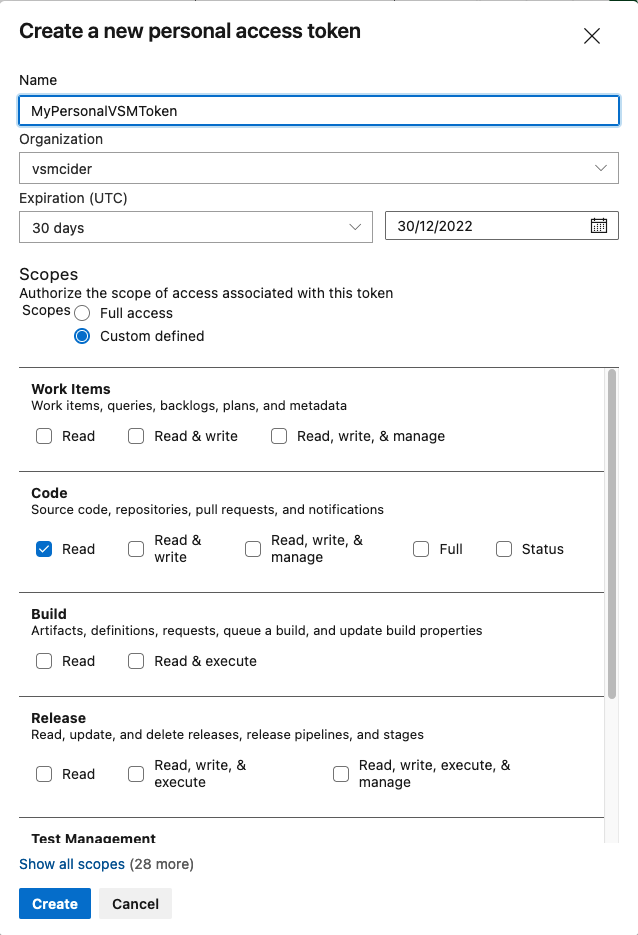 Create a new personal access token
Name
MyPersonalVSMToken
Organization
vsmcider
Expiration (UTC)
30 days
30/12/2022
Scopes
Authorize the scope of access associated with this token
Scopes
Full access
Custom defined
Work Items
Work items, queries, backlogs, plans, and metadata
Read
Read & write
Read, write, & manage
Code
Source code, repositories, pull requests, and notifications
Read
Read &
write
Read, write, &
manage
Full
Status
Build
Artifacts, definitions, requests, queue a build, and update build properties
Read
Read & execute
Release
Read, update, and delete releases, release pipelines, and stages
Read
Read, write, &
execute
Read, write, execute, &
manage
Test Management
Show all scopes (28 more)
Create
Cancel